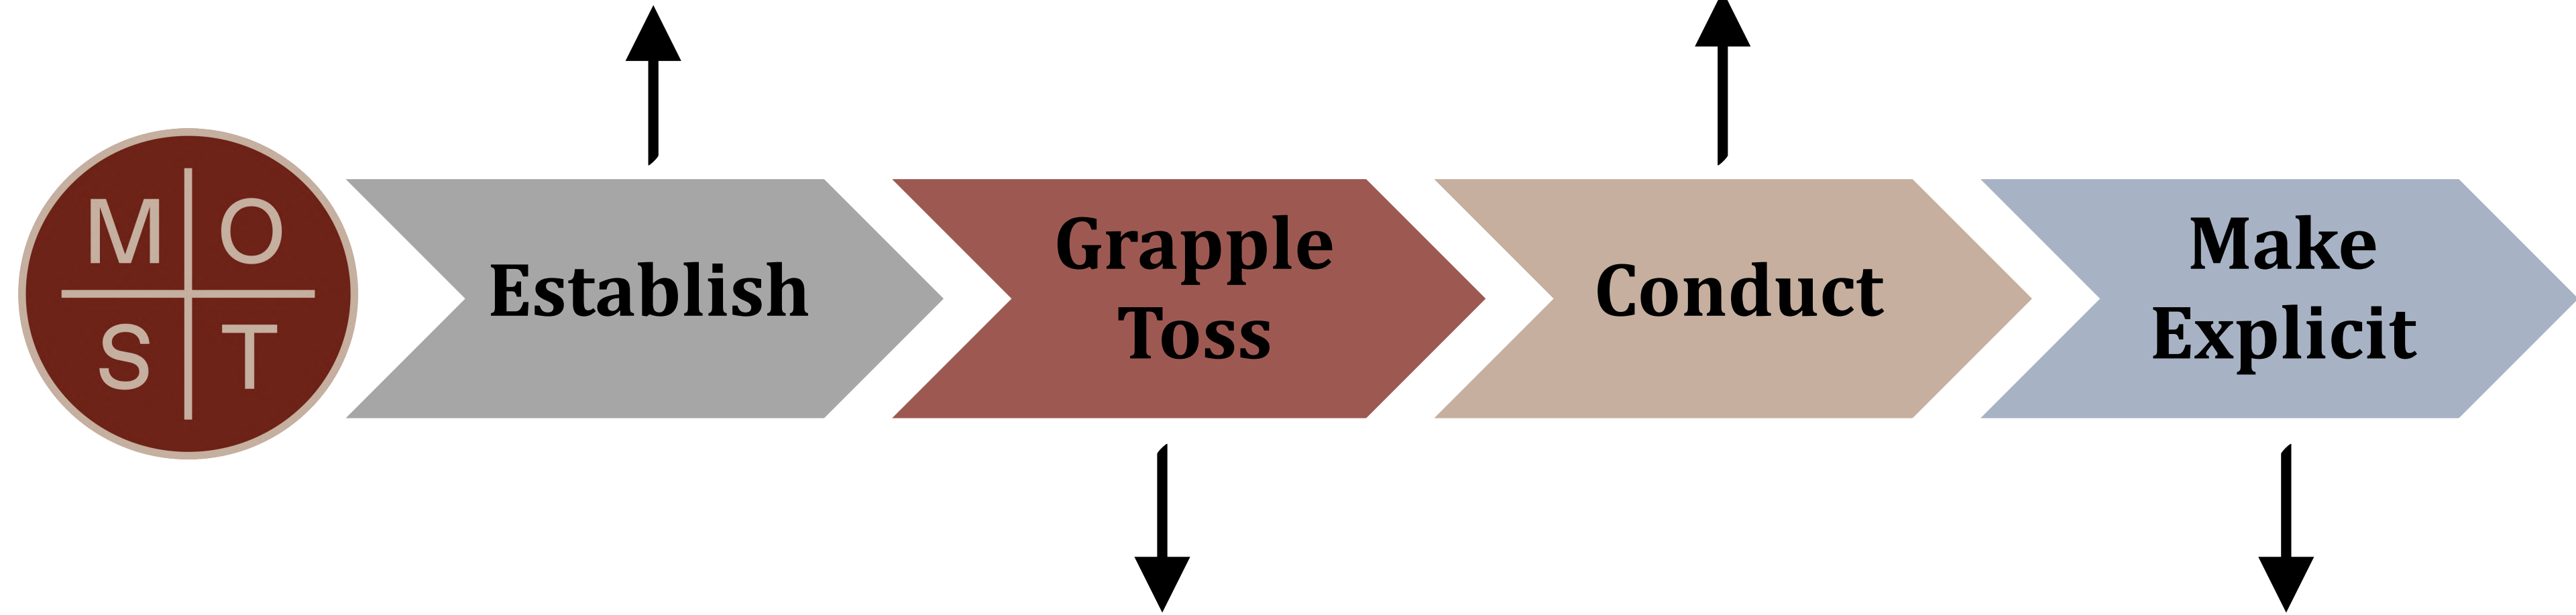 M O
S T
Establish
Grapple
Toss
Conduct
Make
Explicit